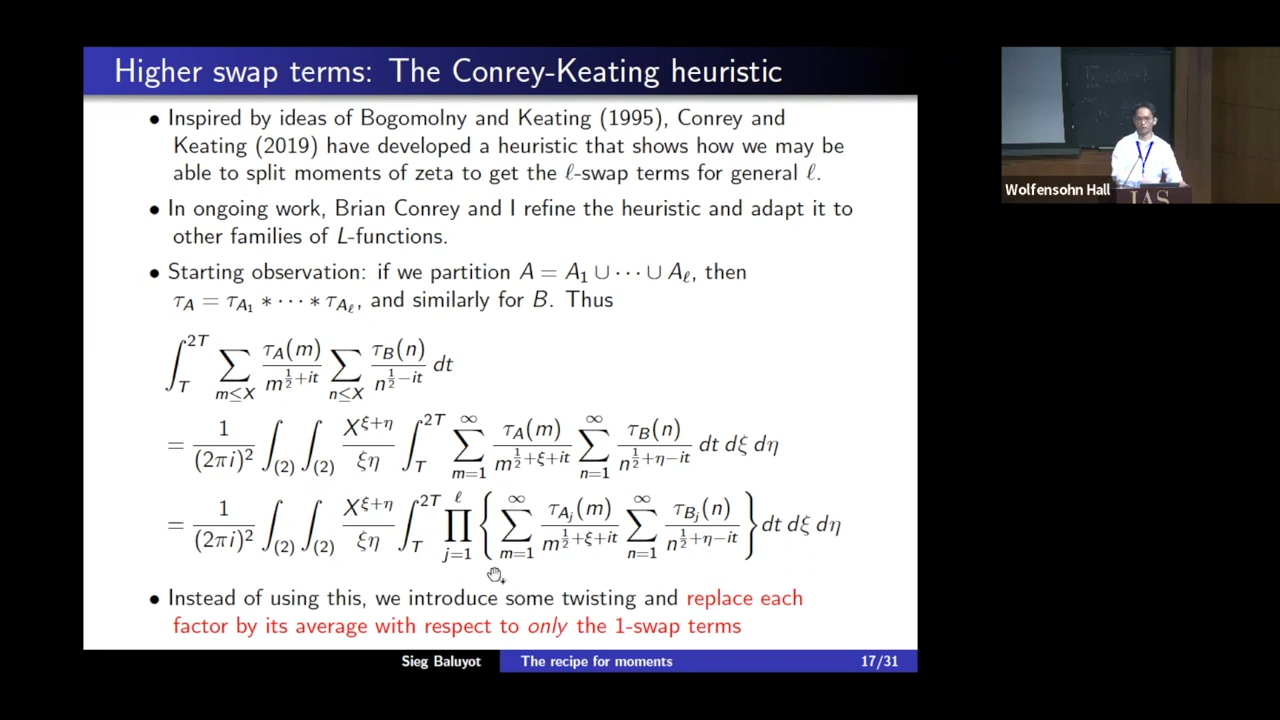 Higher swap terms: The Conrey-Keating heuristic
• Inspired by ideas of Bogomolny and Keating (1995), Conrey and
Keating (2019) have developed a heuristic that shows how we may be
able to split moments of zeta to get the ℓ-swap terms for general ℓ.
• In ongoing work, Brian Conrey and I refine the heuristic and adapt it to
other families of L-functions.
• Starting observation: if we partition A = A₁ ∪ ⋯ ∪ A_ℓ, then
τ_A = τ_{A₁} ∗ ⋯ ∗ τ_{A_ℓ}, and similarly for B. Thus
∫_T^{2T} ∑_{m≤X} τ_A(m)/m^{1/2+it} ∑_{n≤X} τ_B(n)/n^{1/2−it} dt
= 1/(2πi)² ∫_{(2)} ∫_{(2)} X^{ξ+η}/ξη ∫_T^{2T} ∑_{m=1}^∞ τ_A(m)/m^{1/2+ξ+it} ∑_{n=1}^∞ τ_B(n)/n^{1/2+η−it} dt dξ dη
= 1/(2πi)² ∫_{(2)} ∫_{(2)} X^{ξ+η}/ξη ∫_T^{2T} ∏_{j=1}^ℓ { ∑_{m=1}^∞ τ_{A_j}(m)/m^{1/2+ξ+it} ∑_{n=1}^∞ τ_{B_j}(n)/n^{1/2+η−it} } dt dξ dη
• Instead of using this, we introduce some twisting and replace each
factor by its average with respect to only the 1-swap terms
Sieg Baluyot
The recipe for moments
17/31
Wolfensohn Hall
IAS